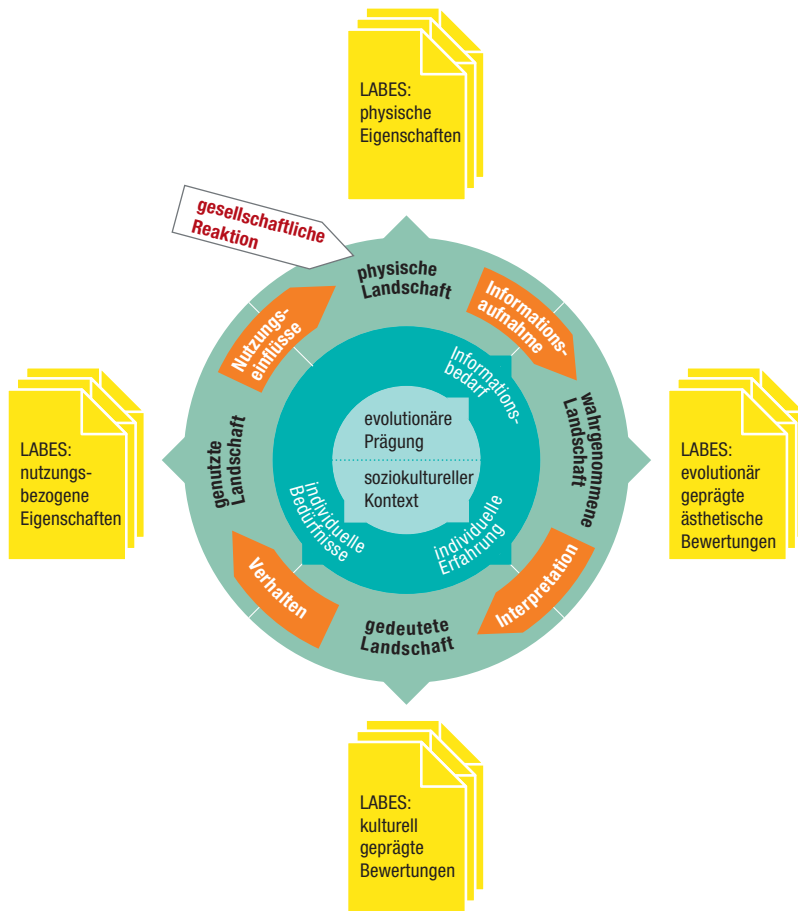 LABES:
physische
Eigenschaften
gesellschaftliche
Reaktion
physische
Landschaft
Nutzungs-
einflüsse
Informations-
aufnahme
Informations-
bedarf
evolutionäre
Prägung
soziokultureller
Kontext
genutzte
Landschaft
wahrgenommene
Landschaft
LABES:
nutzungs-
bezogene
Eigenschaften
LABES:
evolutionär
geprägte
ästhetische
Bewertungen
individuelle
Bedürfnisse
individuelle
Erfahrung
Verhalten
Interpretation
gedeutete
Landschaft
LABES:
kulturell
geprägte
Bewertungen